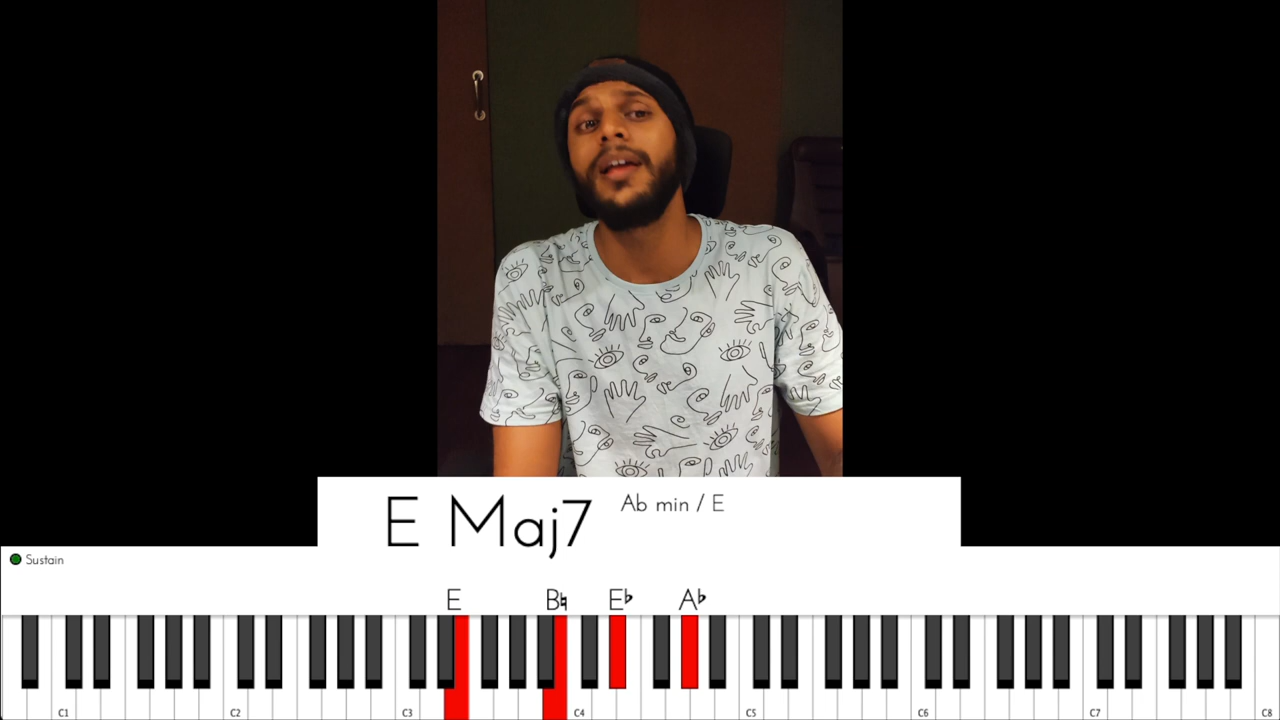 E Maj7 Ab min / E
Sustain
E B♮ E♭ A♭
C1 C2 C3 C4 C5 C6 C7 C8